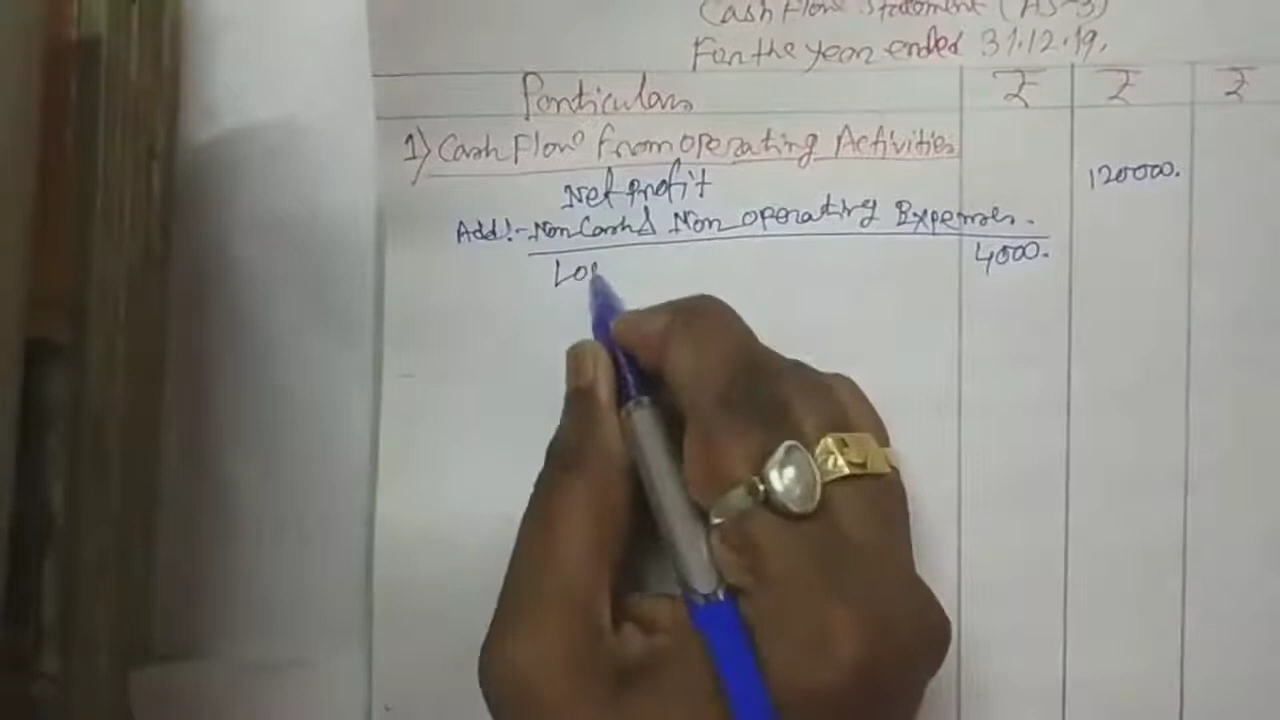 Cash Flow Statement (AS-3)
For the year ended 31.12.19.
Particulars ₹ ₹ ₹
1) Cash Flow from operating Activities
Net Profit 120000.
Add:- Non Cash & Non operating Expenses.
Los 4000.